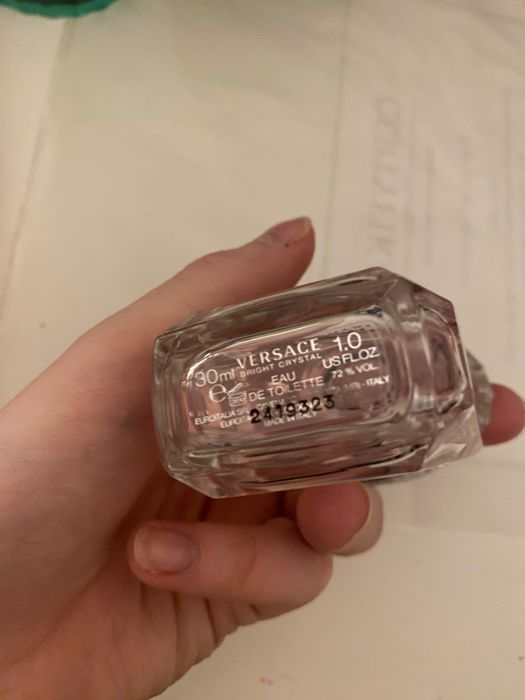 VERSACE
BRIGHT CRYSTAL
30ml 1.0
US FL.OZ.
EAU
DE TOILETTE
72 % VOL.
EUROITALIA - ITALY
2419323
MADE IN ITALY